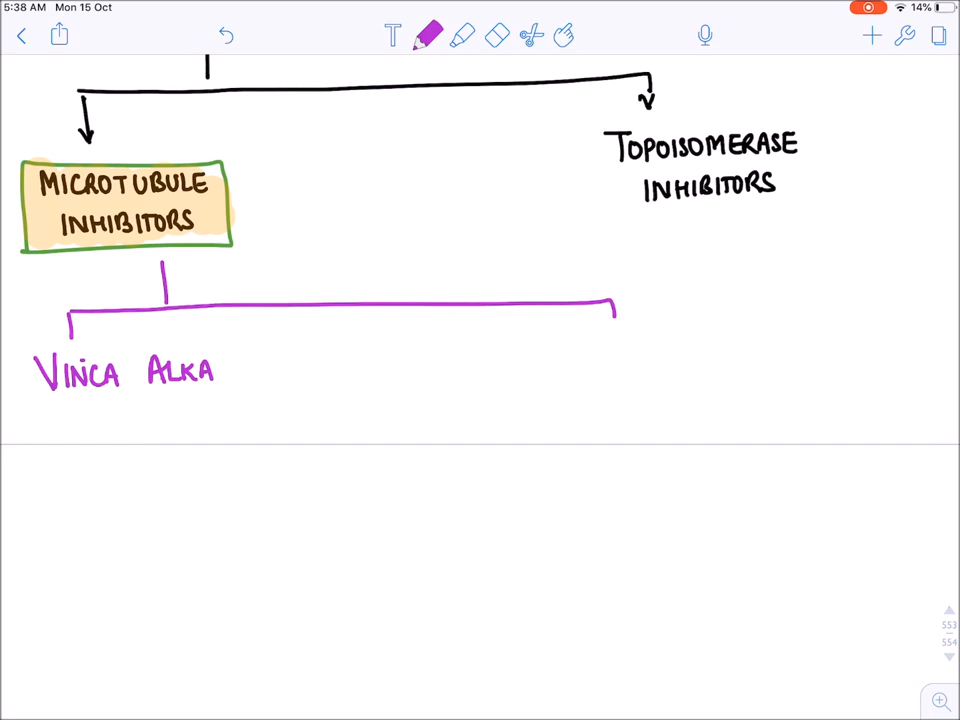 5:38 AM Mon 15 Oct
14%
T
TOPOISOMERASE
INHIBITORS
MICROTUBULE
INHIBITORS
VINCA ALKA
553
554